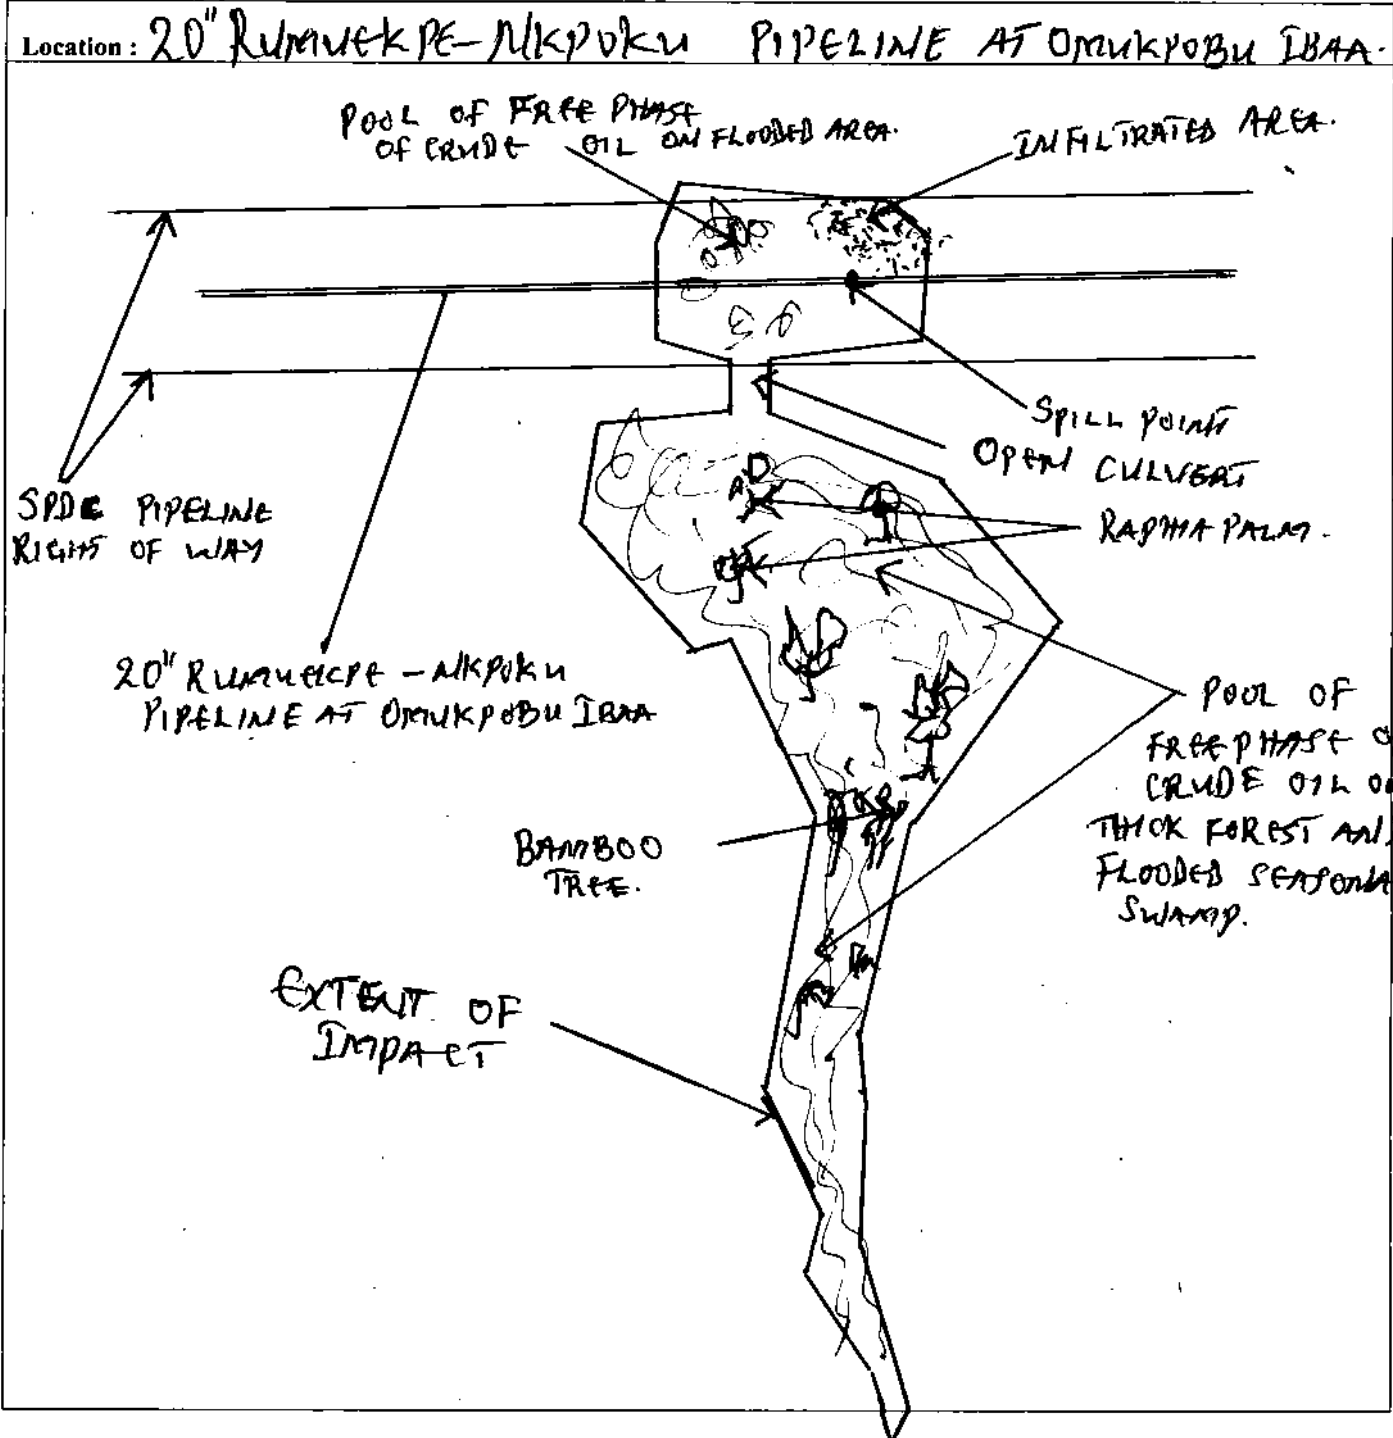 Location : 20" RUMUEKPE-NKPOKU PIPELINE AT OMUKPOBU IBAA.
POOL OF FREE PHASE
OF CRUDE OIL ON FLOODED AREA.
INFILTRATED AREA.
SPILL POINT
OPEN CULVERT
SPDC PIPELINE
RIGHT OF WAY
RAPHIA PALM.
20" RUMUEKPE-NKPOKU
PIPELINE AT OMUKPOBU IBAA
POOL OF
FREE PHASE O
CRUDE OIL O
THICK FOREST AN
FLOODED SEASONA
SWAMP.
BAMBOO
TREE.
EXTENT OF
IMPACT